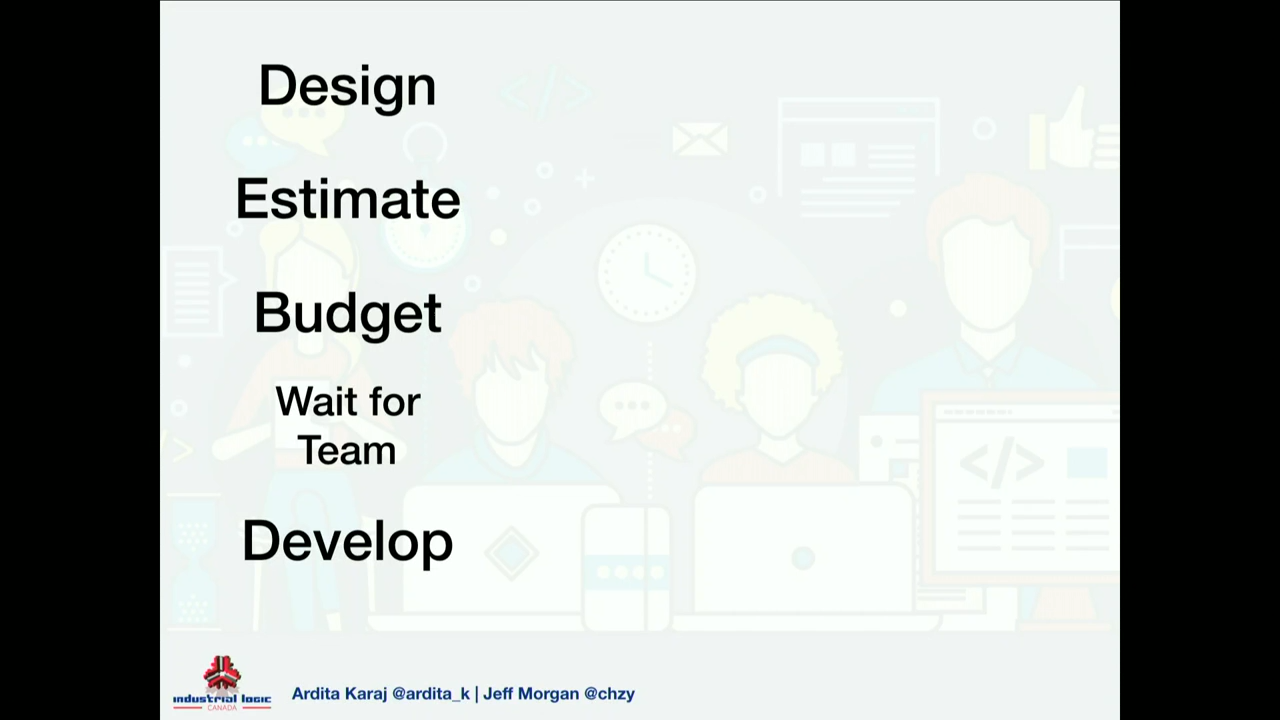 Design
Estimate
Budget
Wait for
Team
Develop
</>
</>
industrial logic
CANADA
Ardita Karaj @ardita_k | Jeff Morgan @chzy